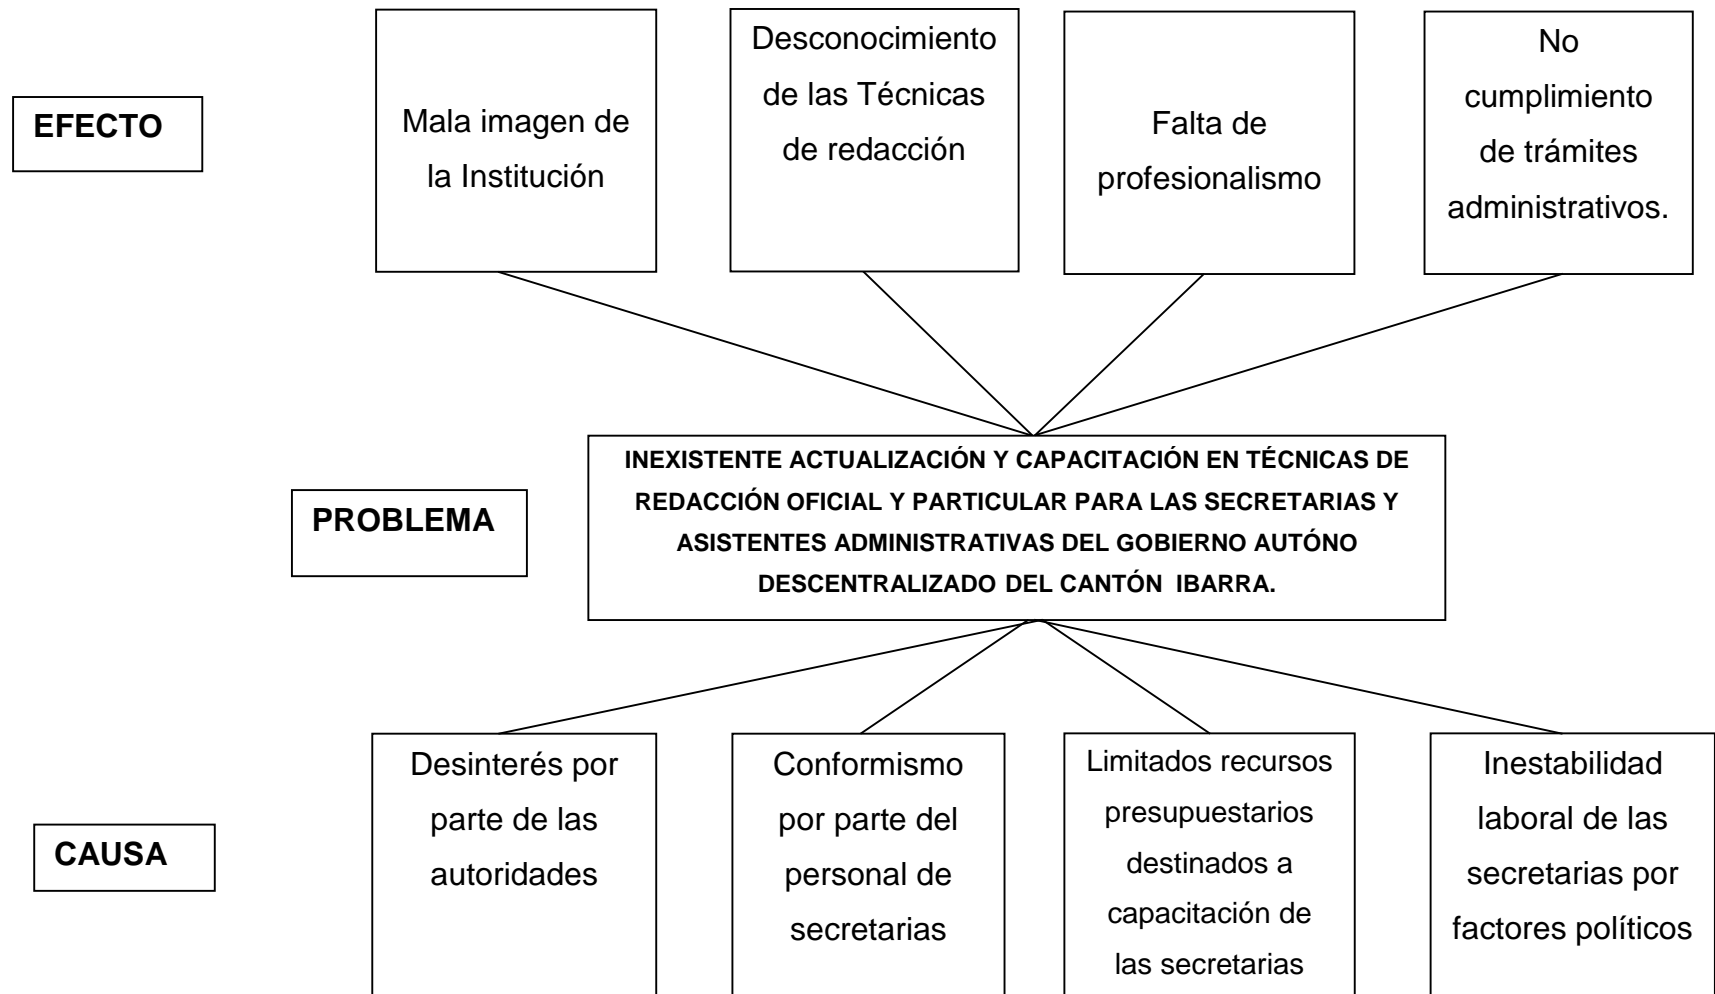 EFECTO
Mala imagen de
la Institución
Desconocimiento
de las Técnicas
de redacción
Falta de
profesionalismo
No
cumplimiento
de trámites
administrativos.
PROBLEMA
INEXISTENTE ACTUALIZACIÓN Y CAPACITACIÓN EN TÉCNICAS DE
REDACCIÓN OFICIAL Y PARTICULAR PARA LAS SECRETARIAS Y
ASISTENTES ADMINISTRATIVAS DEL GOBIERNO AUTÓNO
DESCENTRALIZADO DEL CANTÓN IBARRA.
CAUSA
Desinterés por
parte de las
autoridades
Conformismo
por parte del
personal de
secretarias
Limitados recursos
presupuestarios
destinados a
capacitación de
las secretarias
Inestabilidad
laboral de las
secretarias por
factores políticos